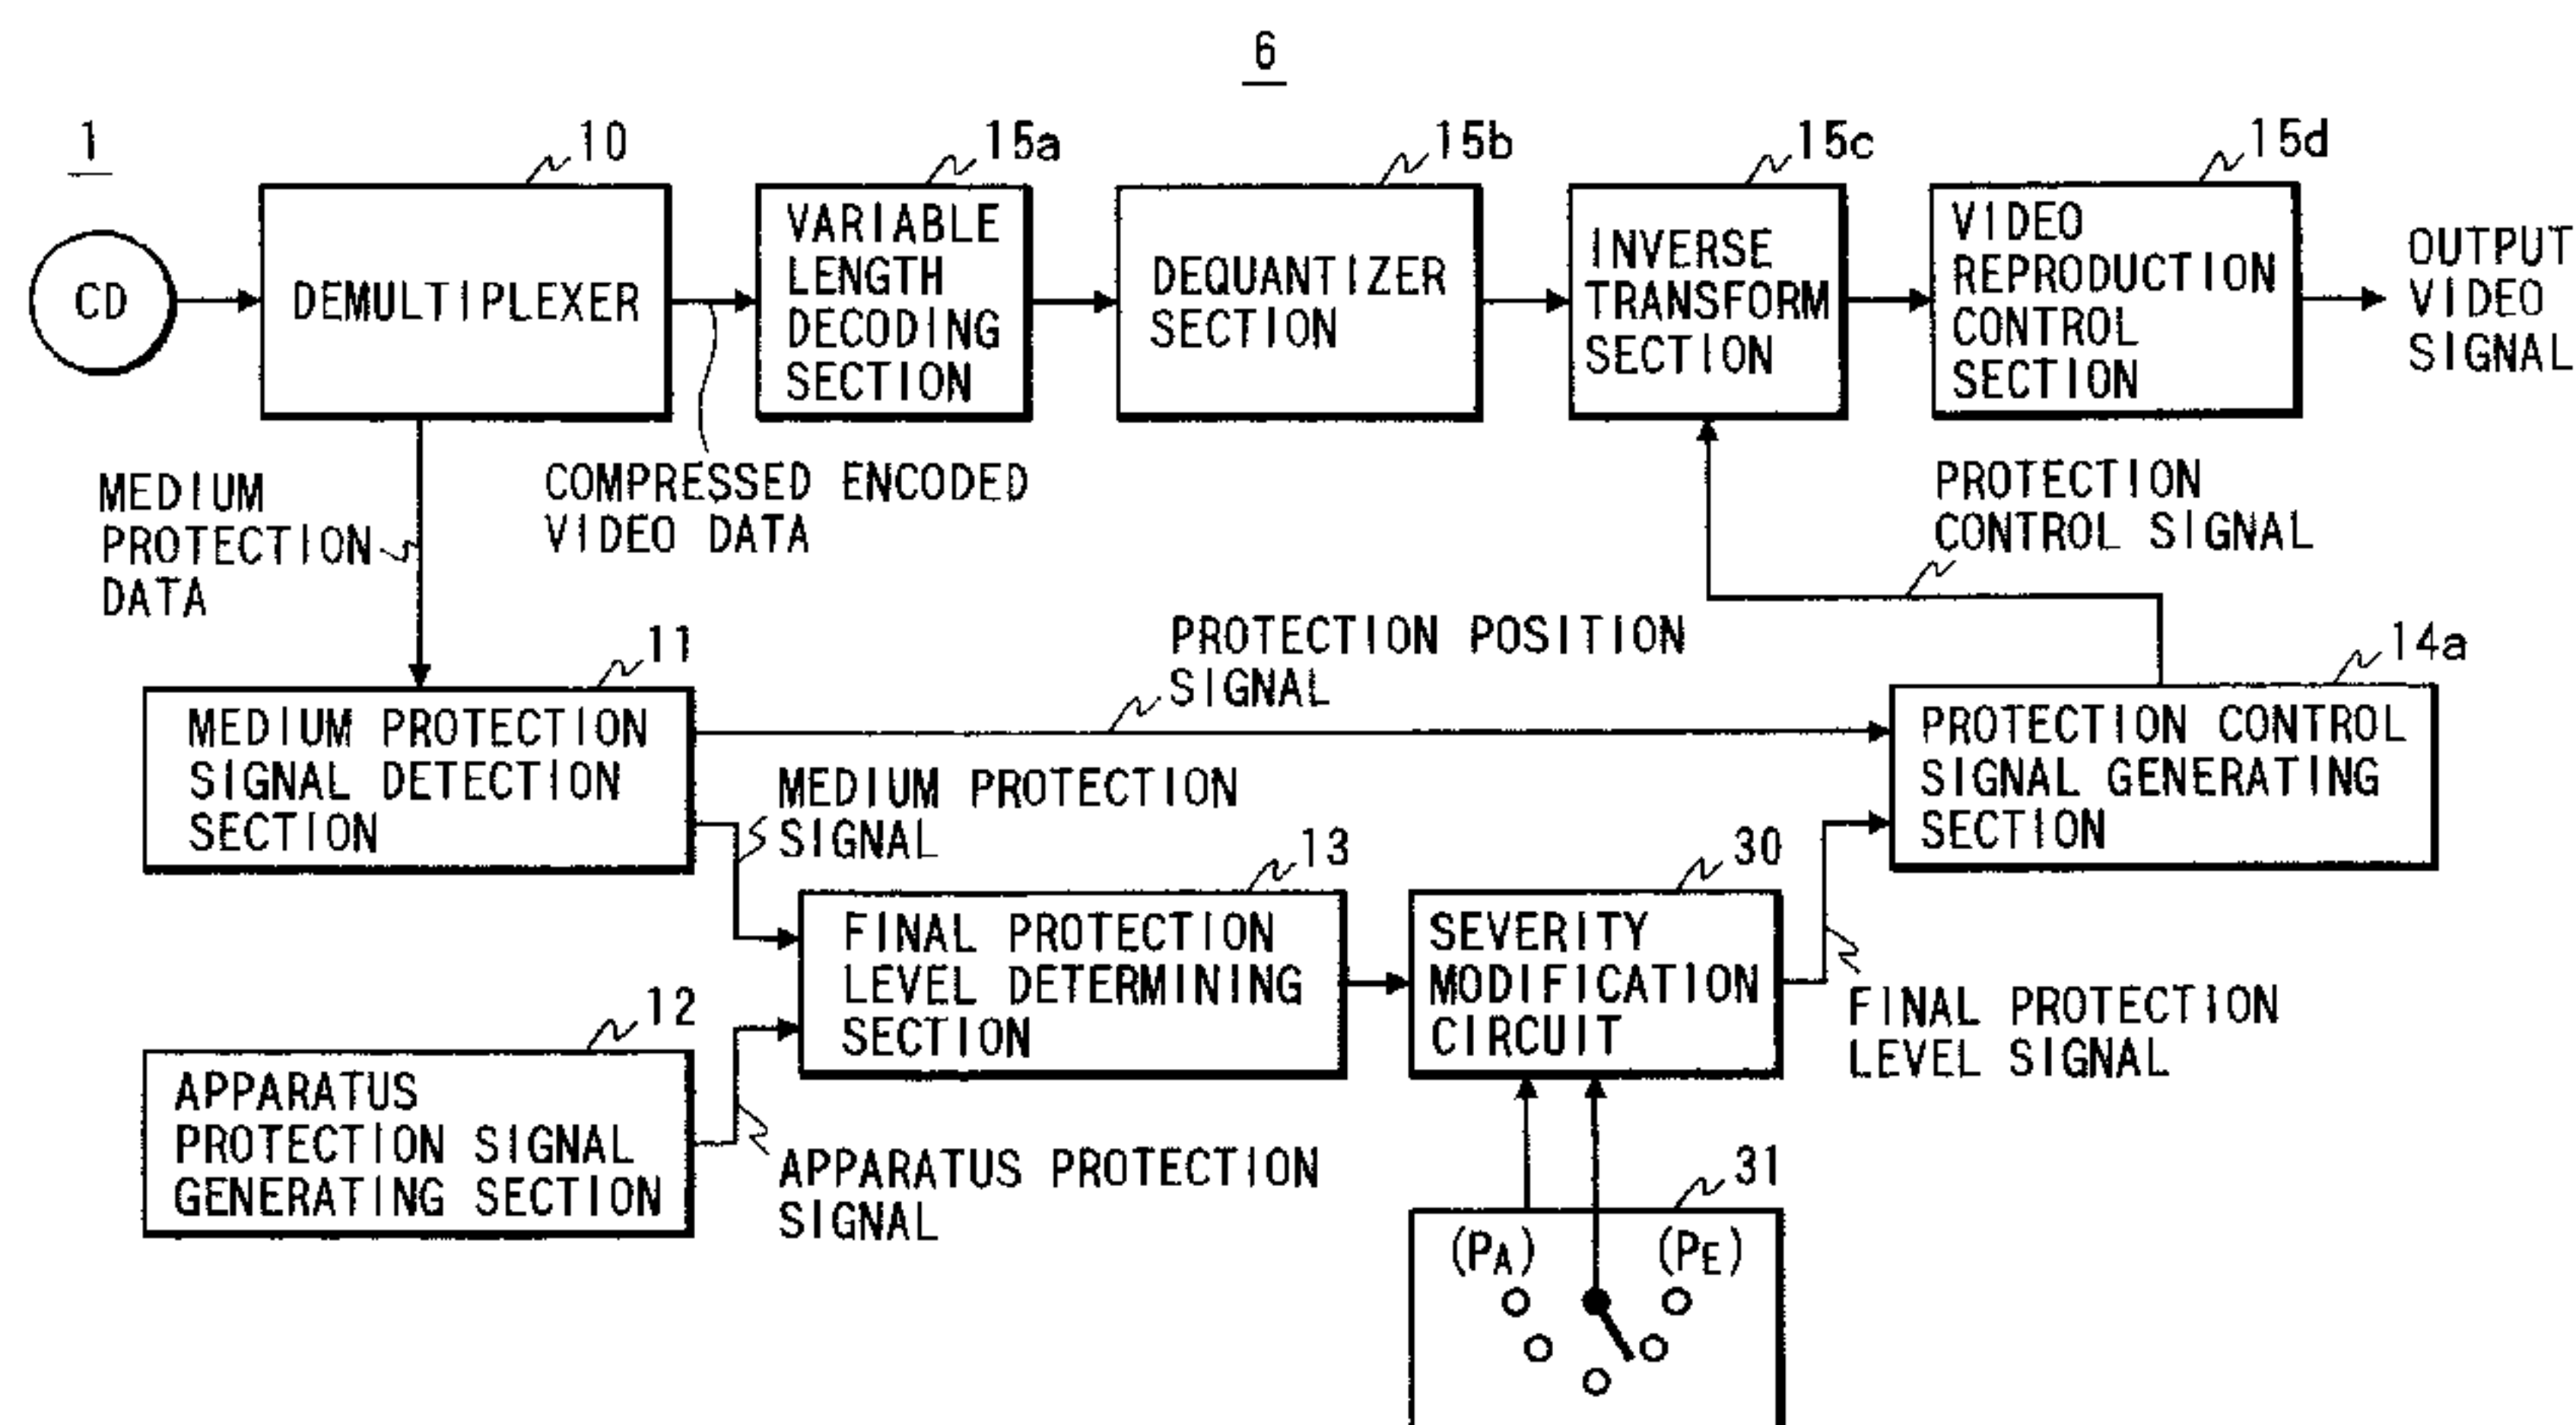 6
1
10
15a
15b
15c
15d
CD
DEMULTIPLEXER
VARIABLE
LENGTH
DECODING
SECTION
DEQUANTIZER
SECTION
INVERSE
TRANSFORM
SECTION
VIDEO
REPRODUCTION
CONTROL
SECTION
OUTPUT
VIDEO
SIGNAL
MEDIUM
PROTECTION
DATA
COMPRESSED ENCODED
VIDEO DATA
PROTECTION
CONTROL SIGNAL
11
PROTECTION POSITION
SIGNAL
14a
MEDIUM PROTECTION
SIGNAL DETECTION
SECTION
PROTECTION CONTROL
SIGNAL GENERATING
SECTION
MEDIUM PROTECTION
SIGNAL
13
30
FINAL PROTECTION
LEVEL DETERMINING
SECTION
SEVERITY
MODIFICATION
CIRCUIT
FINAL PROTECTION
LEVEL SIGNAL
12
APPARATUS
PROTECTION SIGNAL
GENERATING SECTION
APPARATUS PROTECTION
SIGNAL
31
(PA)
(PE)